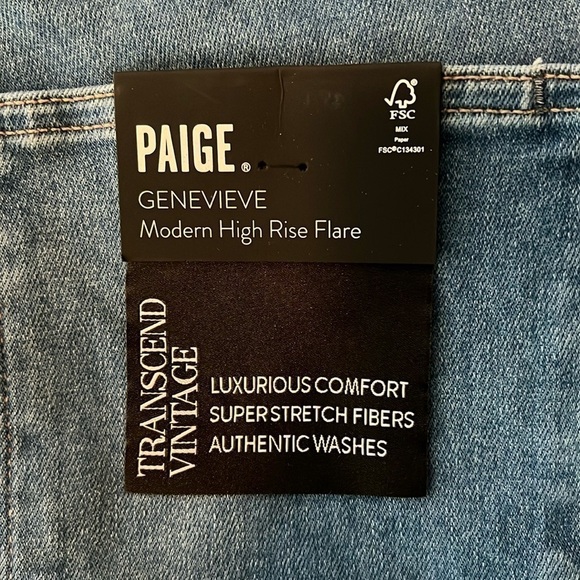 PAIGE®
GENEVIEVE
Modern High Rise Flare
FSC
MIX
Paper
FSC® C134301
TRANSCEND
VINTAGE
LUXURIOUS COMFORT
SUPER STRETCH FIBERS
AUTHENTIC WASHES